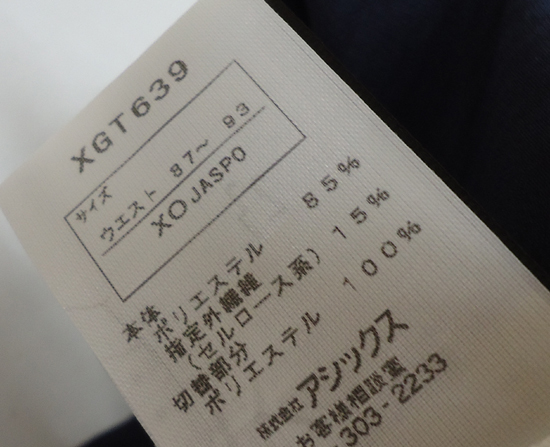 XGT639
サイズ
ウエスト 87〜 93
XOJASPO
本体
ポリエステル 85%
指定外繊維 15%
(セルロース系)
切替部分
ポリエステル 100%
株式会社 アシックス
お客様相談室
303-2233